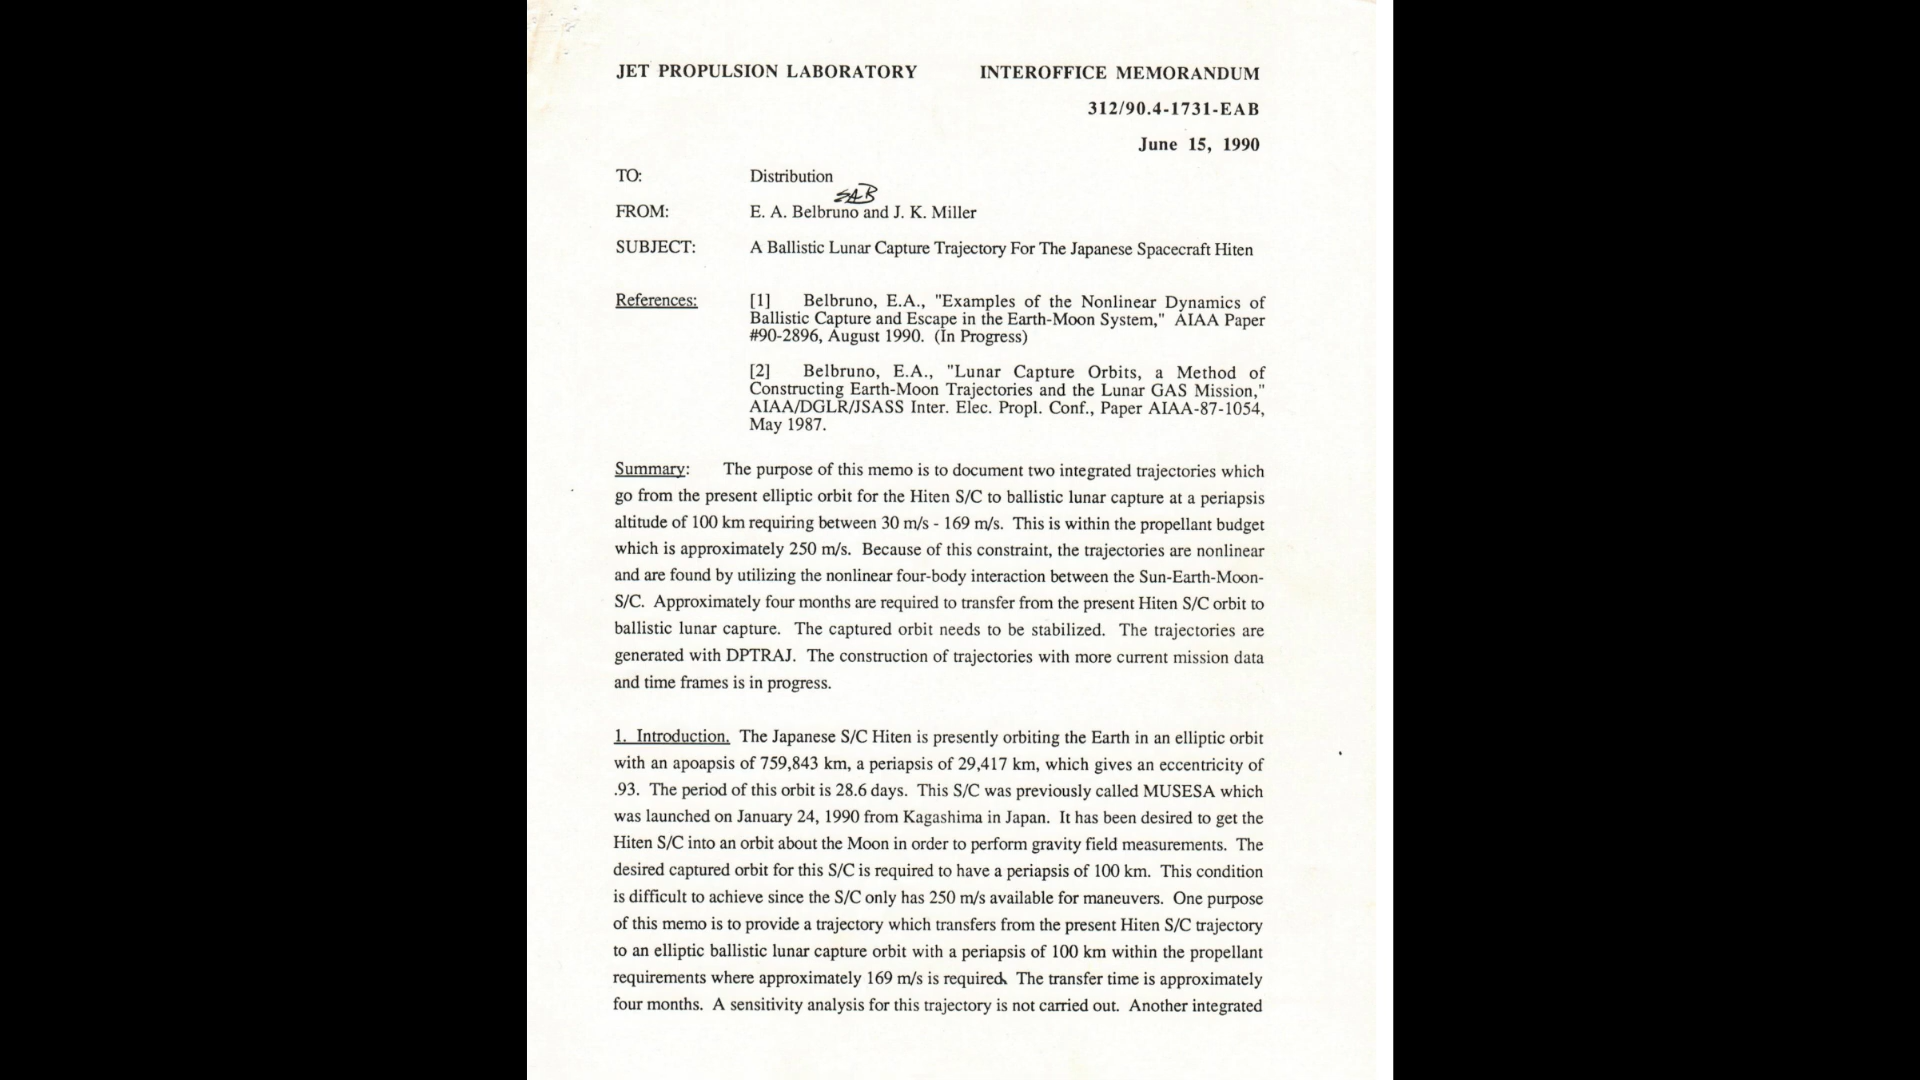 JET PROPULSION LABORATORY INTEROFFICE MEMORANDUM
312/90.4-1731-EAB
June 15, 1990
TO: Distribution
EAB
FROM: E. A. Belbruno and J. K. Miller
SUBJECT: A Ballistic Lunar Capture Trajectory For The Japanese Spacecraft Hiten
References: [1] Belbruno, E.A., "Examples of the Nonlinear Dynamics of
Ballistic Capture and Escape in the Earth-Moon System," AIAA Paper
#90-2896, August 1990. (In Progress)
[2] Belbruno, E.A., "Lunar Capture Orbits, a Method of
Constructing Earth-Moon Trajectories and the Lunar GAS Mission,"
AIAA/DGLR/JSASS Inter. Elec. Propl. Conf., Paper AIAA-87-1054,
May 1987.
Summary: The purpose of this memo is to document two integrated trajectories which
go from the present elliptic orbit for the Hiten S/C to ballistic lunar capture at a periapsis
altitude of 100 km requiring between 30 m/s - 169 m/s. This is within the propellant budget
which is approximately 250 m/s. Because of this constraint, the trajectories are nonlinear
and are found by utilizing the nonlinear four-body interaction between the Sun-Earth-Moon-
S/C. Approximately four months are required to transfer from the present Hiten S/C orbit to
ballistic lunar capture. The captured orbit needs to be stabilized. The trajectories are
generated with DPTRAJ. The construction of trajectories with more current mission data
and time frames is in progress.
1. Introduction. The Japanese S/C Hiten is presently orbiting the Earth in an elliptic orbit
with an apoapsis of 759,843 km, a periapsis of 29,417 km, which gives an eccentricity of
.93. The period of this orbit is 28.6 days. This S/C was previously called MUSESA which
was launched on January 24, 1990 from Kagashima in Japan. It has been desired to get the
Hiten S/C into an orbit about the Moon in order to perform gravity field measurements. The
desired captured orbit for this S/C is required to have a periapsis of 100 km. This condition
is difficult to achieve since the S/C only has 250 m/s available for maneuvers. One purpose
of this memo is to provide a trajectory which transfers from the present Hiten S/C trajectory
to an elliptic ballistic lunar capture orbit with a periapsis of 100 km within the propellant
requirements where approximately 169 m/s is required. The transfer time is approximately
four months. A sensitivity analysis for this trajectory is not carried out. Another integrated